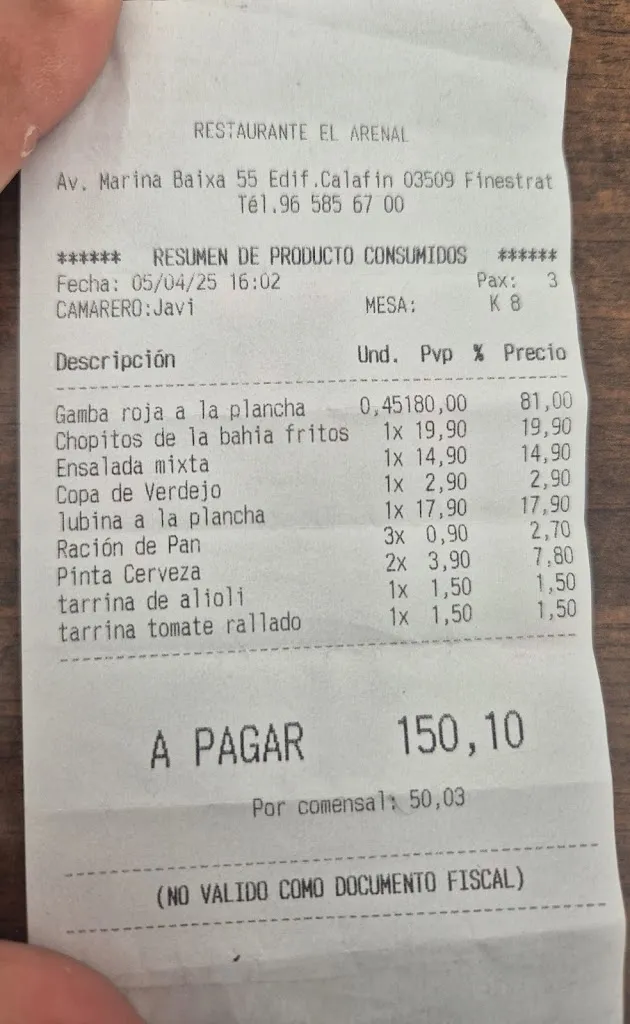 RESTAURANTE EL ARENAL
Av. Marina Baixa 55 Edif.Calafin 03509 Finestrat
Tél.96 585 67 00
****** RESUMEN DE PRODUCTO CONSUMIDOS ******
Fecha: 05/04/25 16:02 Pax: 3
CAMARERO:Javi MESA: K 8
Descripción Und. Pvp % Precio
Gamba roja a la plancha 0,45180,00 81,00
Chopitos de la bahia fritos 1x 19,90 19,90
Ensalada mixta 1x 14,90 14,90
Copa de Verdejo 1x 2,90 2,90
lubina a la plancha 1x 17,90 17,90
Ración de Pan 3x 0,90 2,70
Pinta Cerveza 2x 3,90 7,80
tarrina de alioli 1x 1,50 1,50
tarrina tomate rallado 1x 1,50 1,50
A PAGAR 150,10
Por comensal: 50,03
(NO VALIDO COMO DOCUMENTO FISCAL)